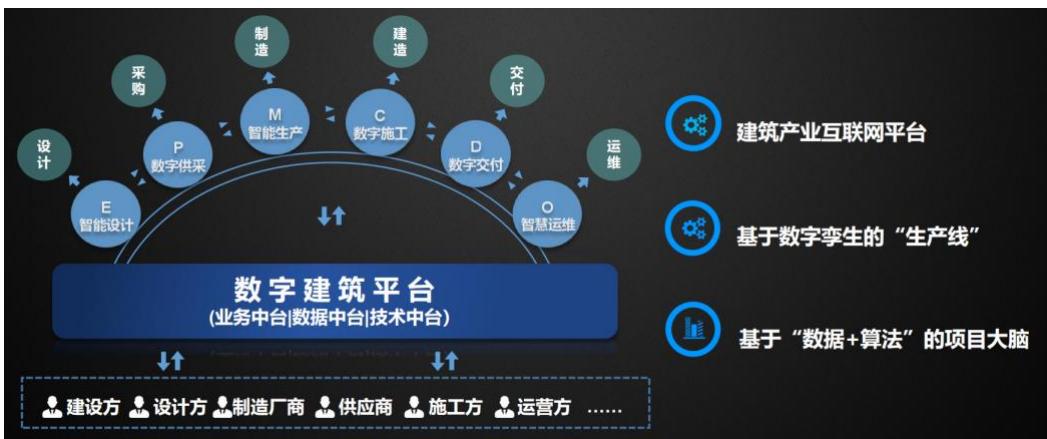 设
计
采
购
制
造
建
造
交
付
运
维
E
智能设计
P
数字供采
M
智能生产
C
数字施工
D
数字交付
O
智慧运维
数字建筑平台
(业务中台|数据中台|技术中台)
建设方 设计方 制造厂商 供应商 施工方 运营方 ……
建筑产业互联网平台
基于数字孪生的“生产线”
基于“数据+算法”的项目大脑